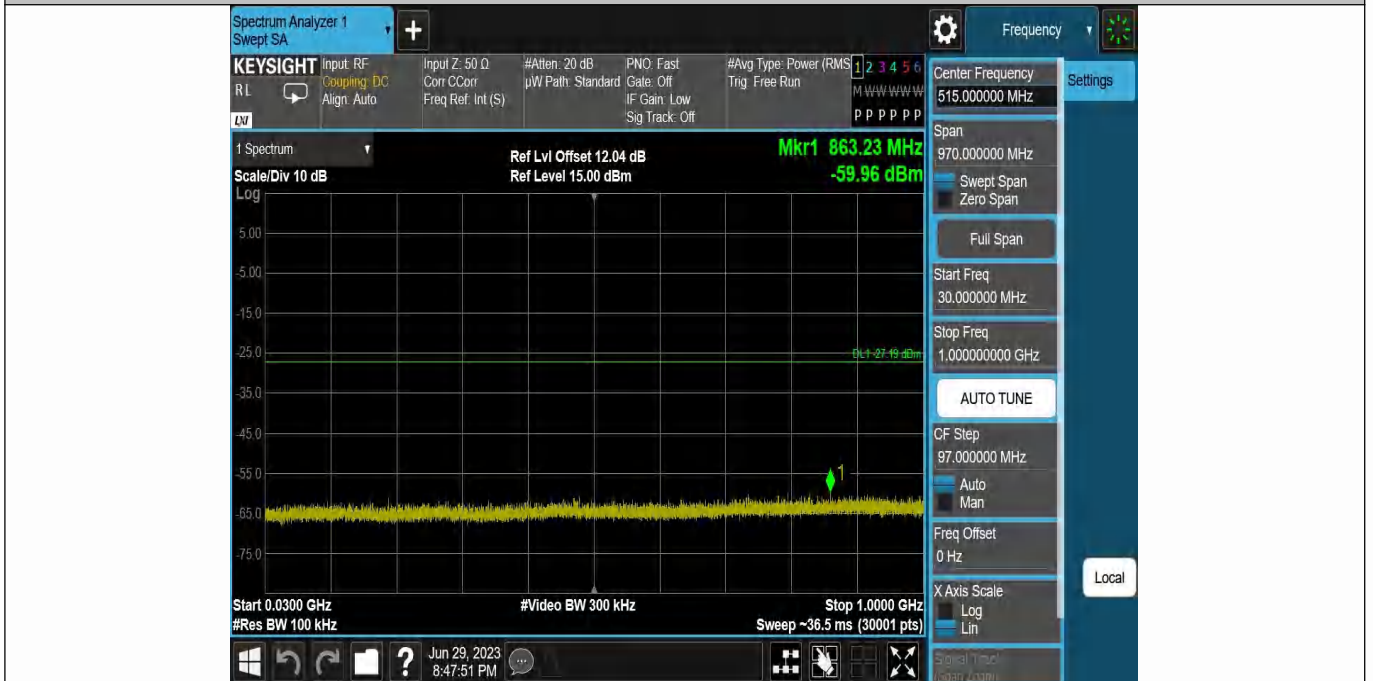 Spectrum Analyzer 1
Swept SA
+
Frequency
KEYSIGHT
RL
LXI
Input: RF
Coupling: DC
Align: Auto
Input Z: 50 Ω
Corr CCorr
Freq Ref: Int (S)
#Atten: 20 dB
µW Path: Standard
PNO: Fast
Gate: Off
IF Gain: Low
Sig Track: Off
#Avg Type: Power (RMS
Trig: Free Run
1 2 3 4 5 6
M W W W W W
P P P P P P
Center Frequency
515.000000 MHz
Settings
1 Spectrum
Scale/Div 10 dB
Ref Lvl Offset 12.04 dB
Ref Level 15.00 dBm
Mkr1 863.23 MHz
-59.96 dBm
Span
970.000000 MHz
Swept Span
Zero Span
Full Span
Start Freq
30.000000 MHz
Stop Freq
1.000000000 GHz
AUTO TUNE
CF Step
97.000000 MHz
Auto
Man
Freq Offset
0 Hz
X Axis Scale
Log
Lin
Signal Track
(Span Zoom)
Local
Log
5.00
-5.00
-15.0
-25.0
DL1 -27.19 dBm
-35.0
-45.0
-55.0
1
-65.0
-75.0
Start 0.0300 GHz
#Res BW 100 kHz
#Video BW 300 kHz
Stop 1.0000 GHz
Sweep ~36.5 ms (30001 pts)
?
Jun 29, 2023
8:47:51 PM